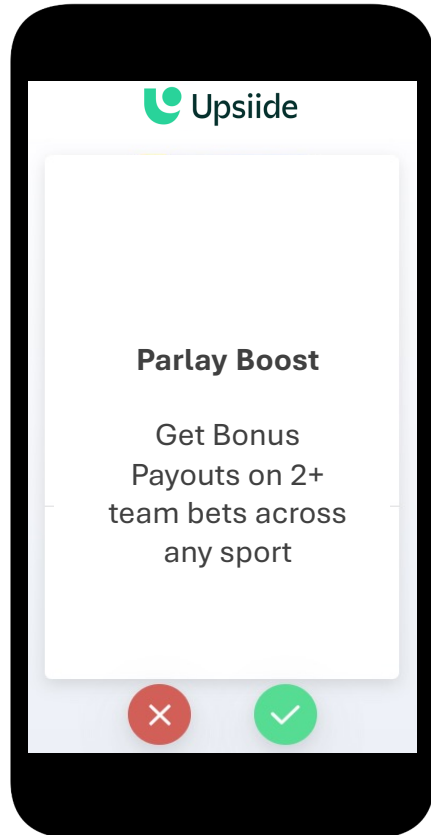 Upsiide
Parlay Boost
Get Bonus
Payouts on 2+
team bets across
any sport